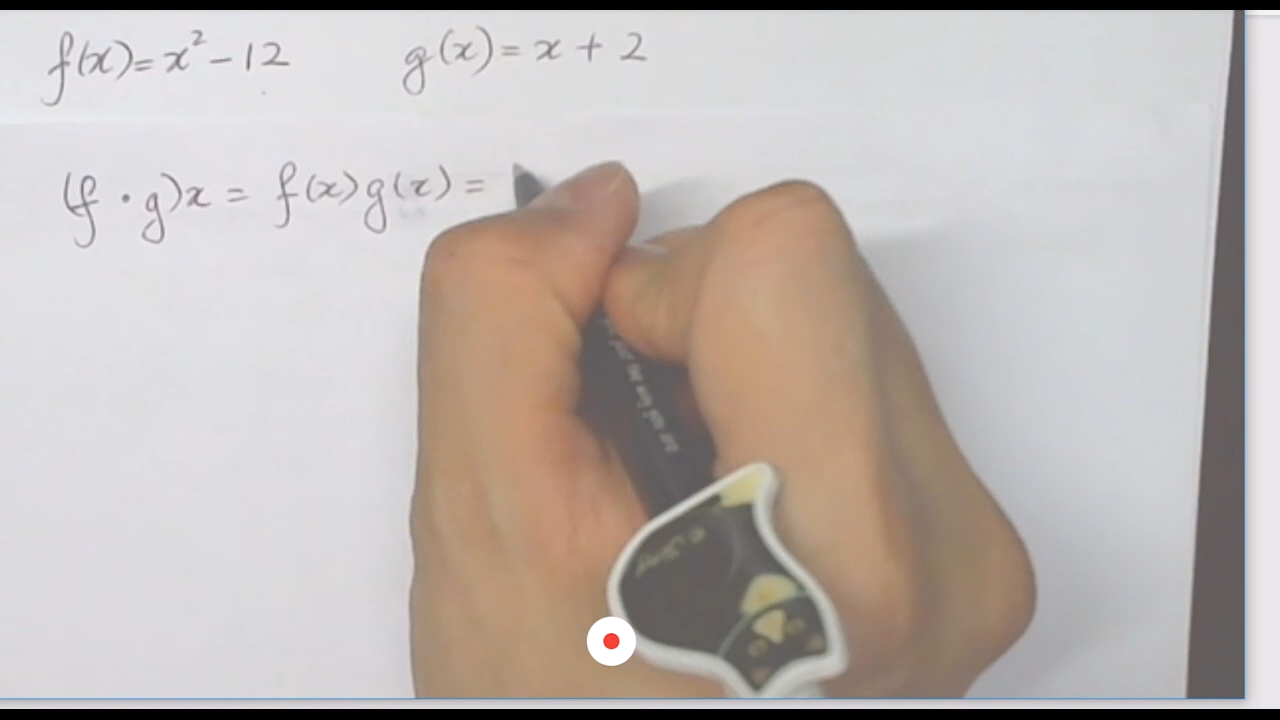 f(x) = x² - 12 g(x) = x + 2
(f · g)x = f(x)g(x) =